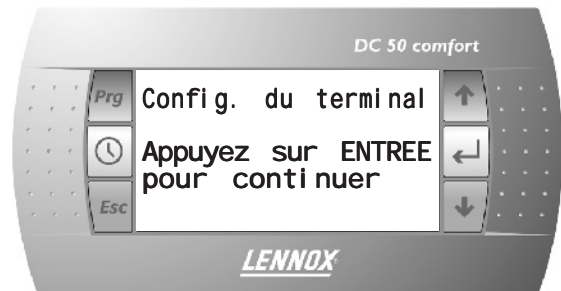 DC 50 comfort
Prg
Config. du terminal
Appuyez sur ENTREE
pour continuer
Esc
LENNOX